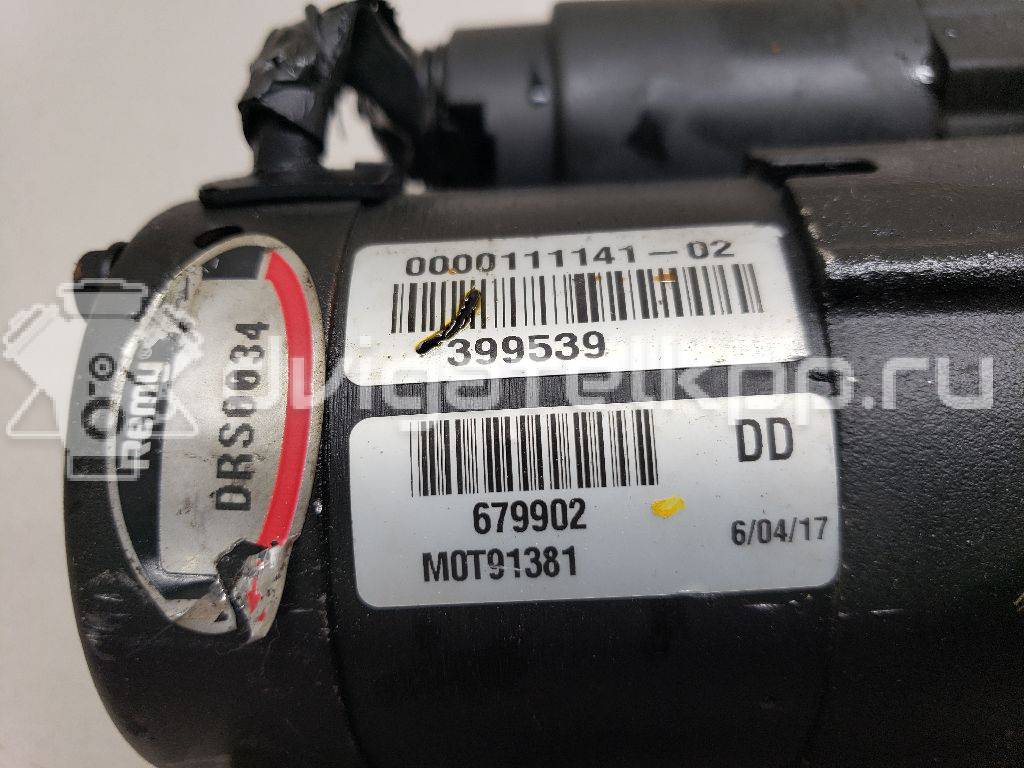 0000111141-02
399539
DD
679902
6/04/17
M0T91381
Remy
DRS0034
dvigatelkpp.ru